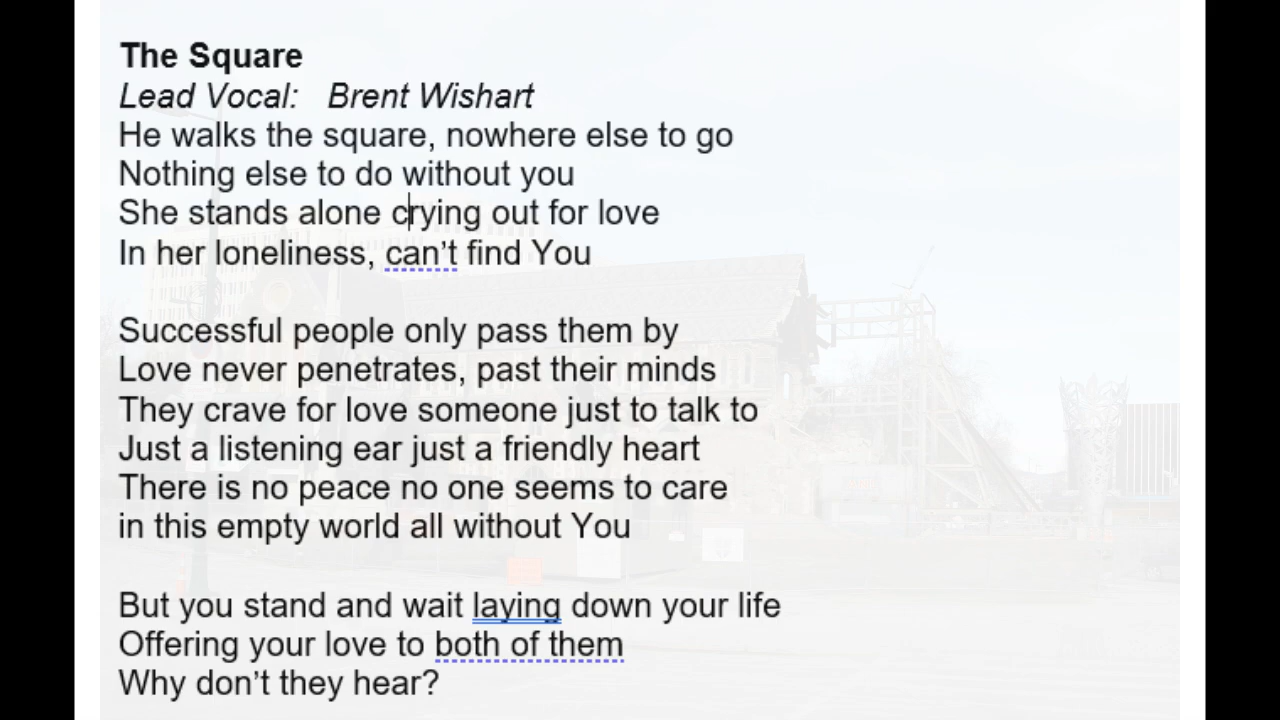 The Square
Lead Vocal: Brent Wishart
He walks the square, nowhere else to go
Nothing else to do without you
She stands alone crying out for love
In her loneliness, can’t find You
Successful people only pass them by
Love never penetrates, past their minds
They crave for love someone just to talk to
Just a listening ear just a friendly heart
There is no peace no one seems to care
in this empty world all without You
But you stand and wait laying down your life
Offering your love to both of them
Why don’t they hear?